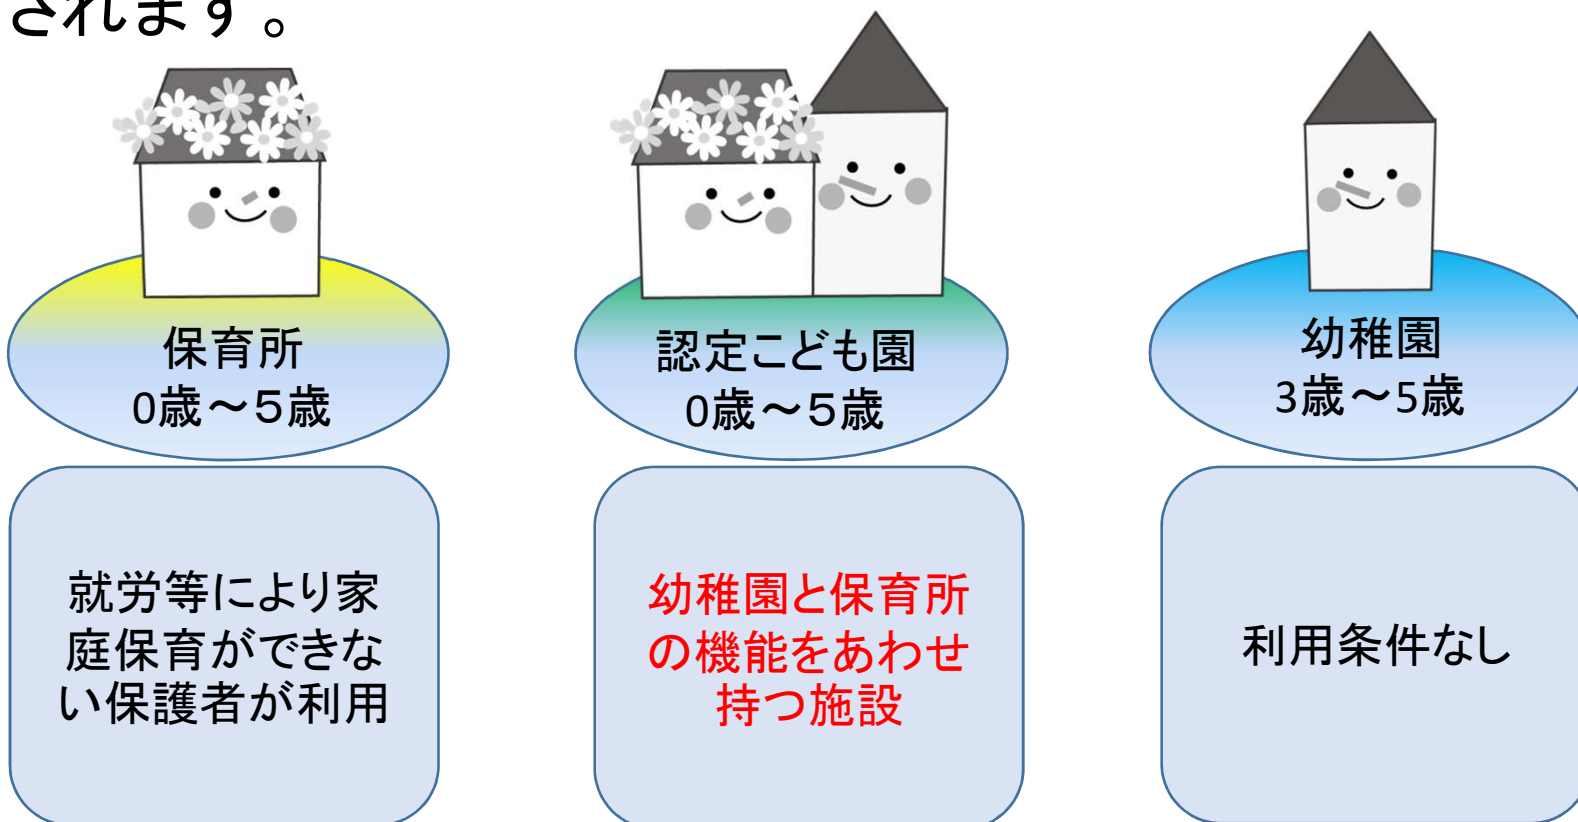 されます。
保育所
0歳～５歳
認定こども園
0歳～５歳
幼稚園
3歳～5歳
就労等により家
庭保育ができな
い保護者が利用
幼稚園と保育所
の機能をあわせ
持つ施設
利用条件なし